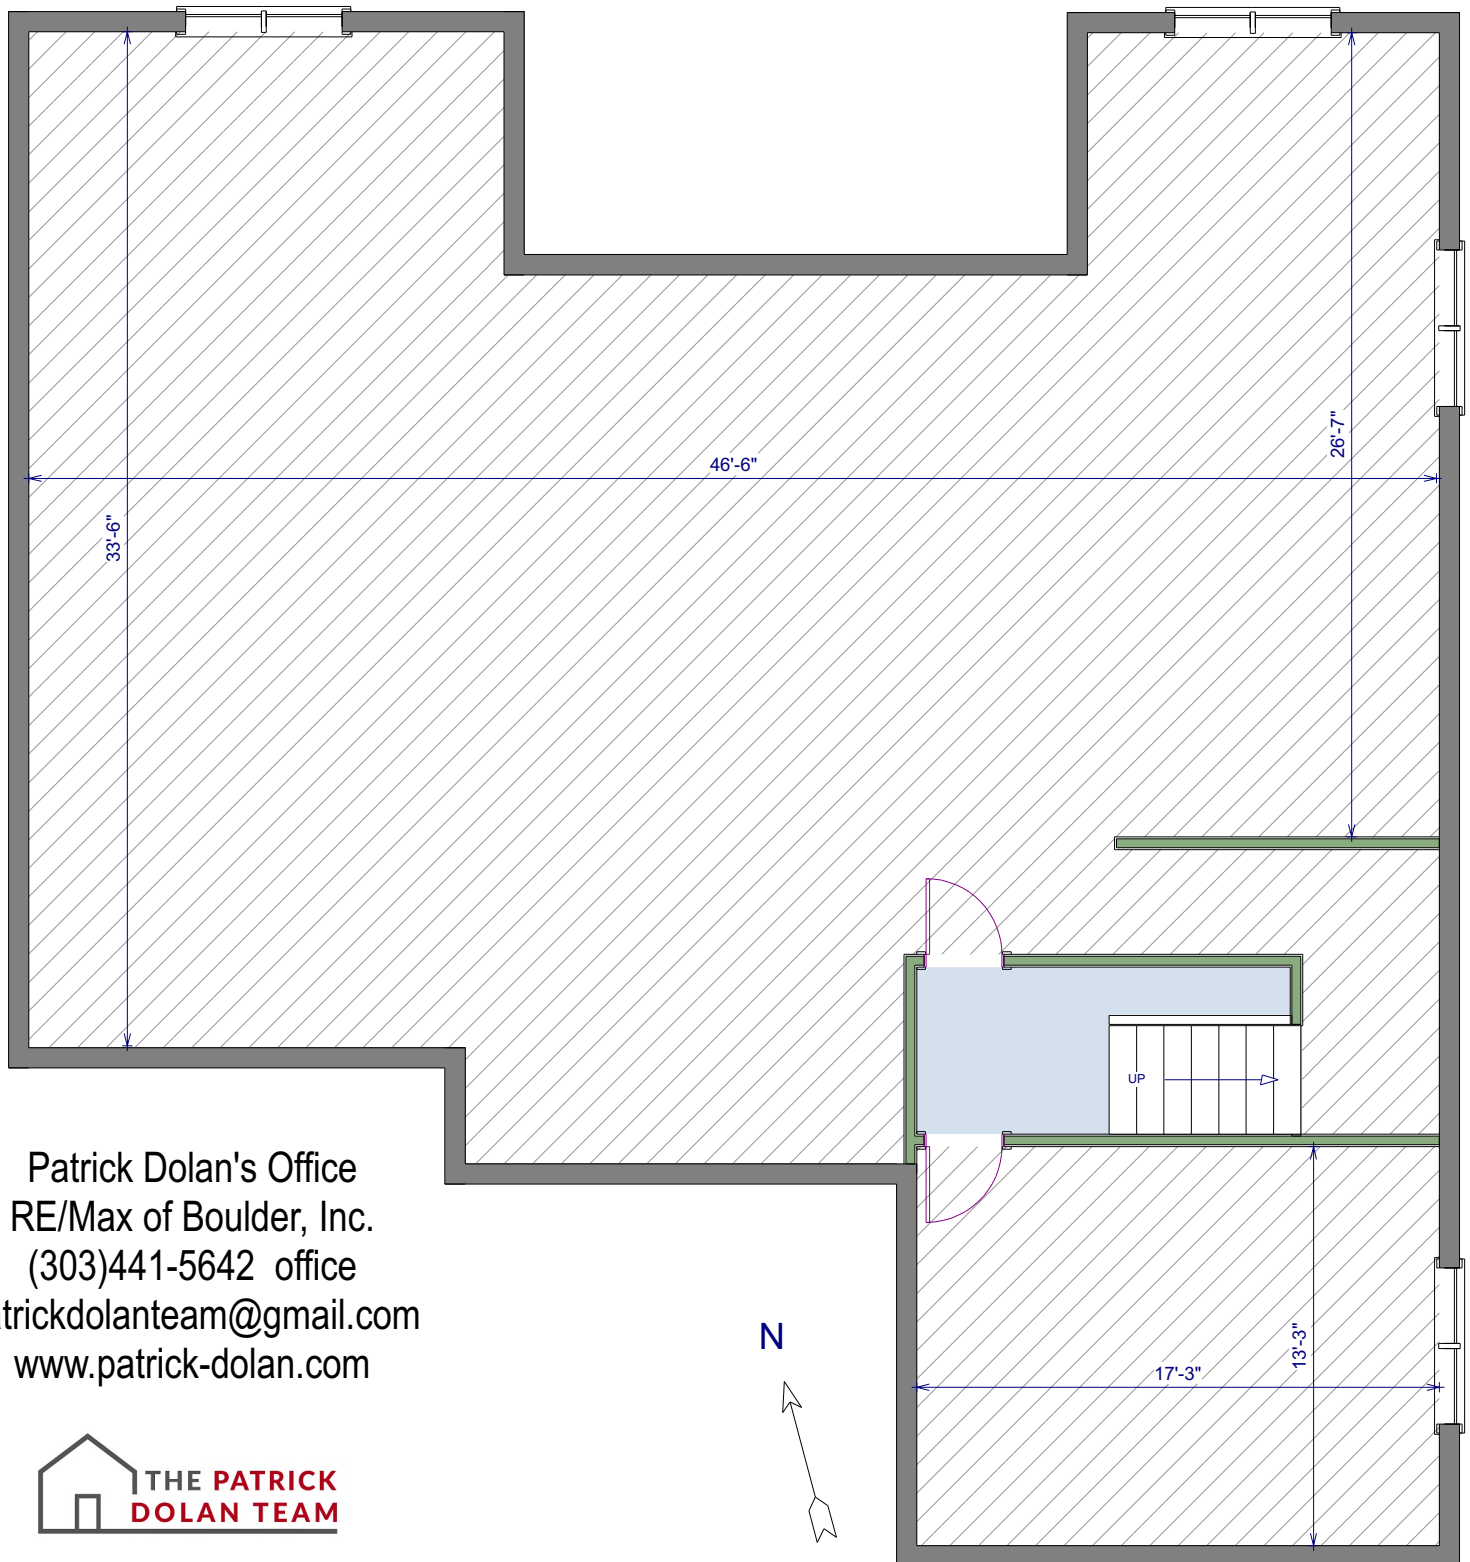 46'-6"
26'-7"
33'-6"
UP
Patrick Dolan's Office
RE/Max of Boulder, Inc.
(303)441-5642 office
trickdolanteam@gmail.com
www.patrick-dolan.com
N
17'-3"
13'-3"
THE PATRICK
DOLAN TEAM